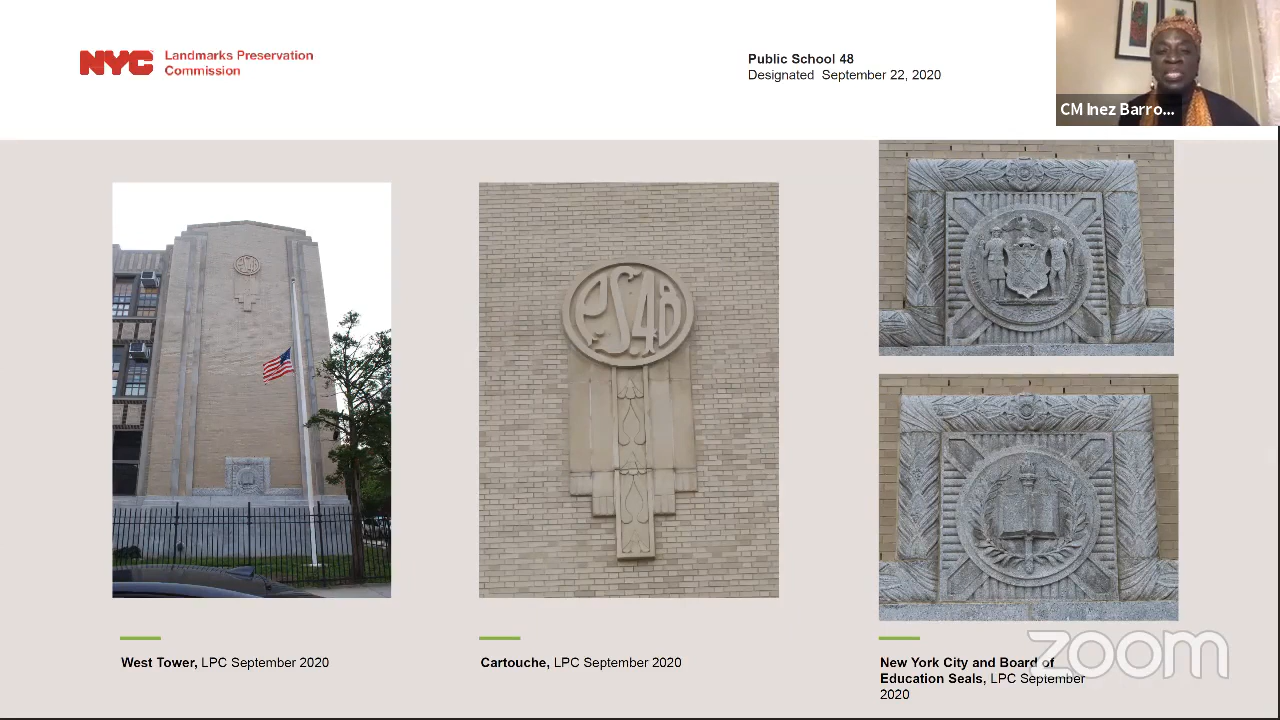 NYC Landmarks Preservation
Commission
Public School 48
Designated September 22, 2020
CM Inez Barro...
PS48
PS48
West Tower, LPC September 2020
Cartouche, LPC September 2020
New York City and Board of
Education Seals, LPC September
2020
zoom